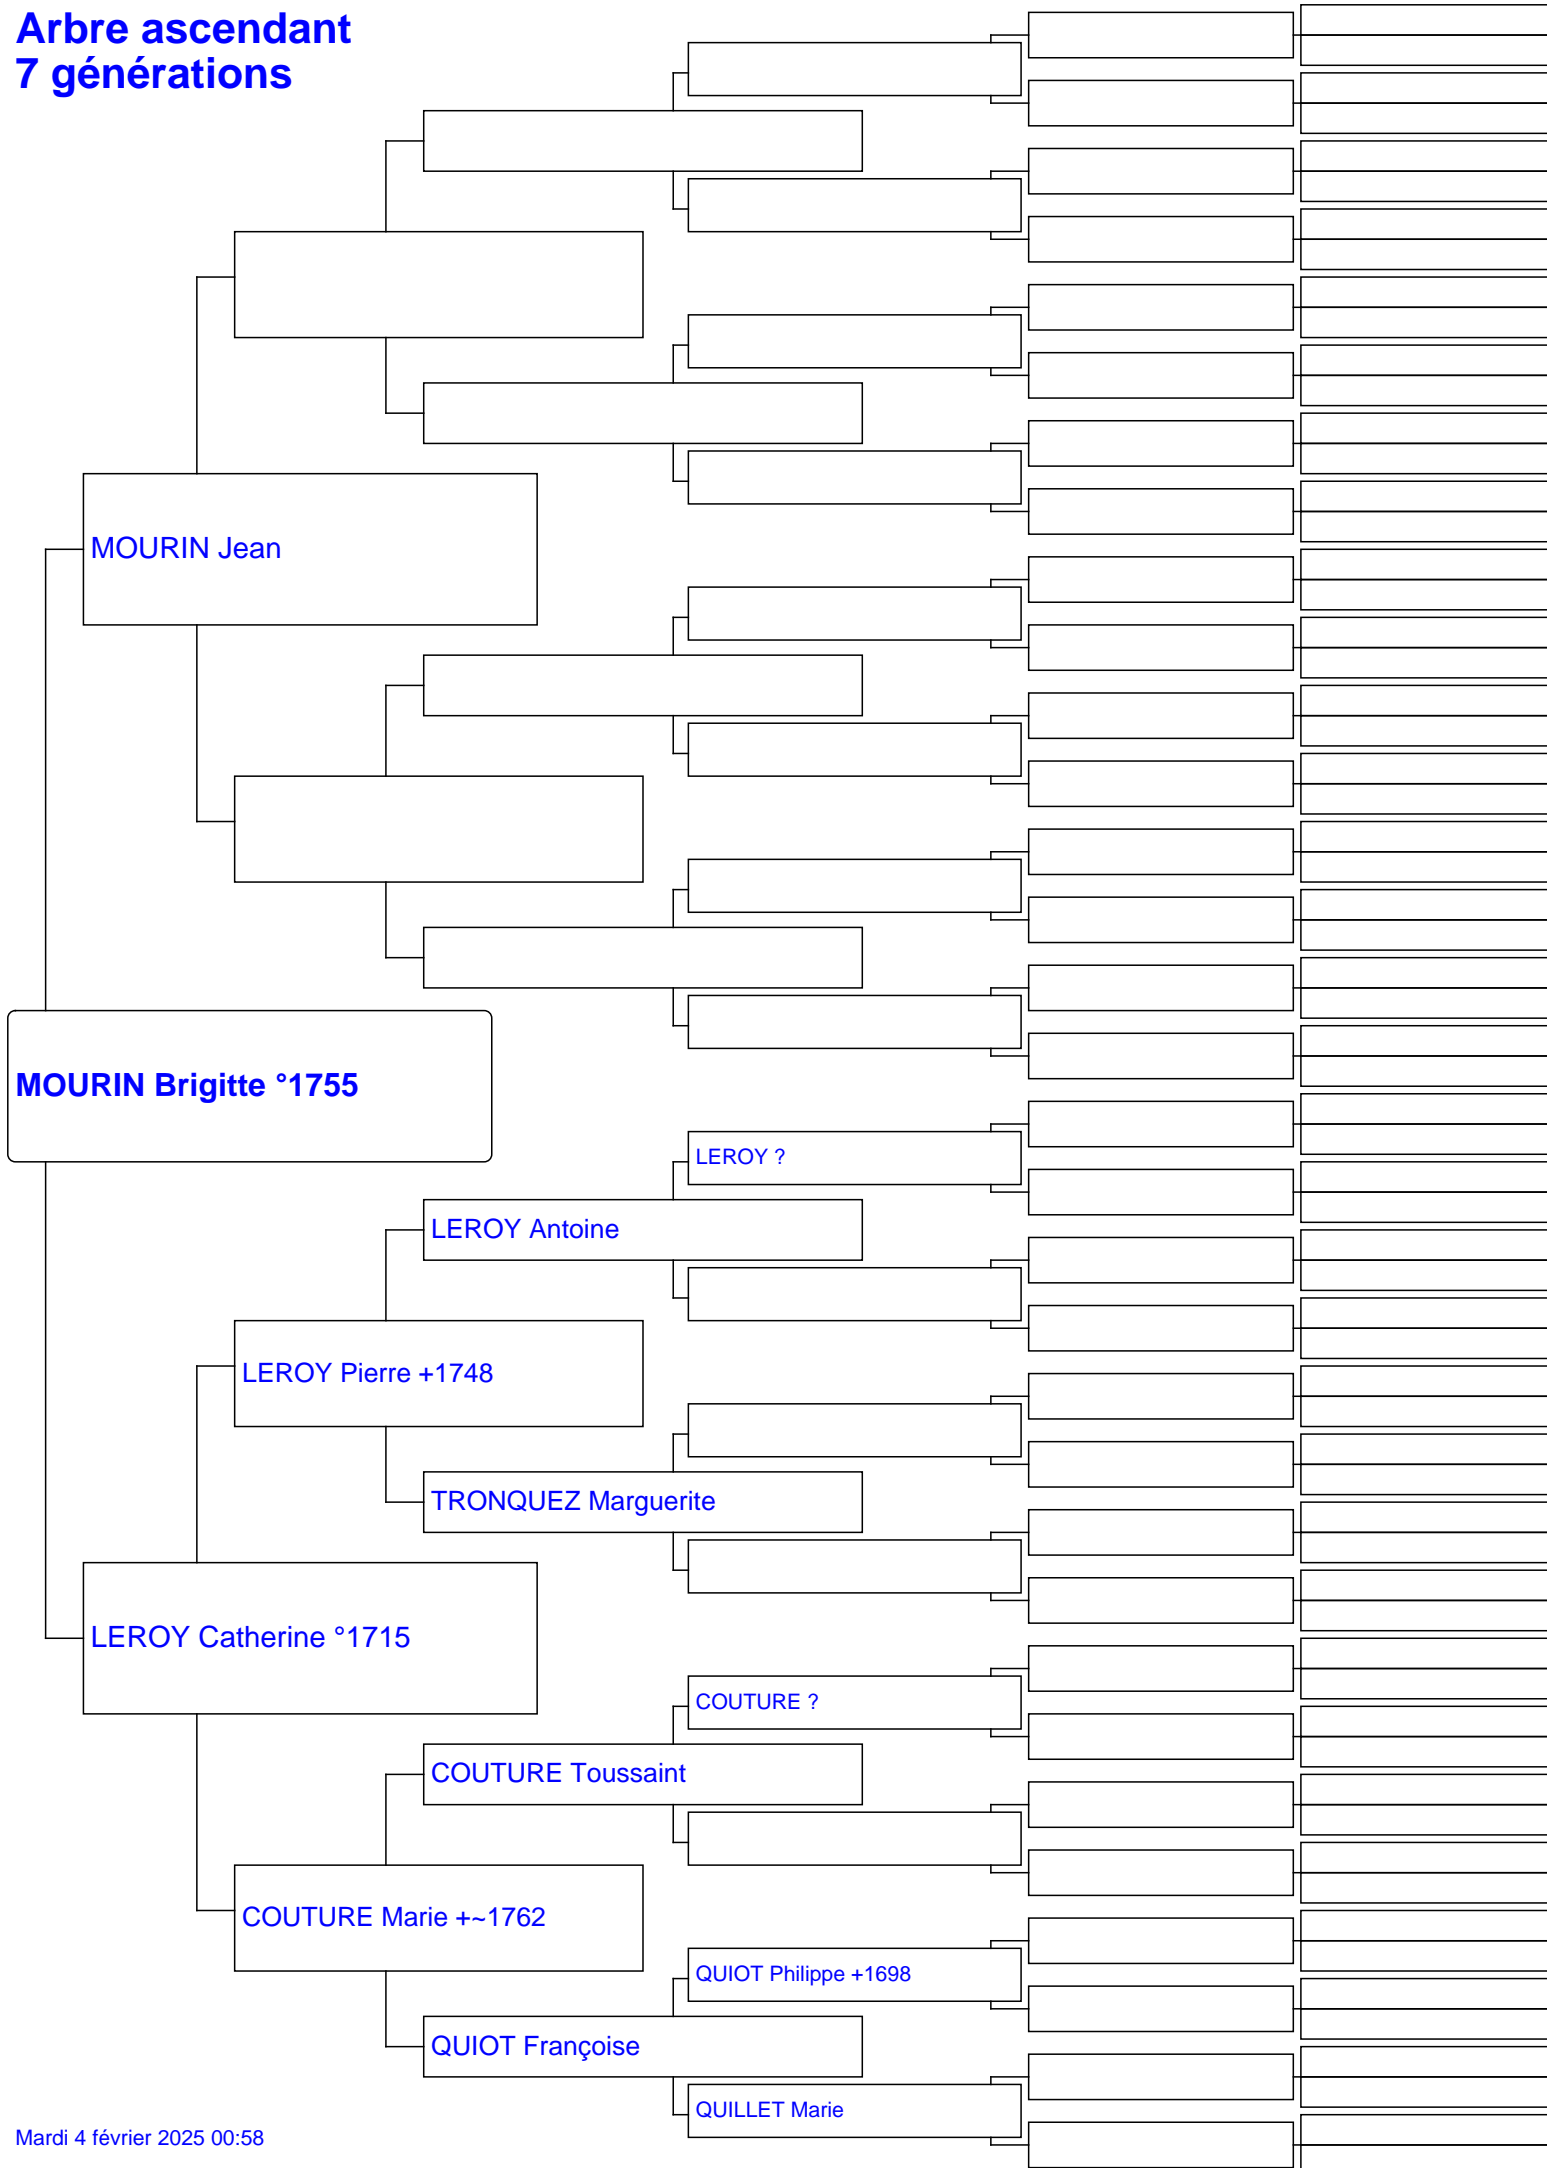 Arbre ascendant
7 générations
MOURIN Jean
MOURIN Brigitte °1755
LEROY ?
LEROY Antoine
LEROY Pierre +1748
TRONQUEZ Marguerite
LEROY Catherine °1715
COUTURE ?
COUTURE Toussaint
COUTURE Marie +~1762
QUIOT Philippe +1698
QUIOT Françoise
QUILLET Marie
Mardi 4 février 2025 00:58